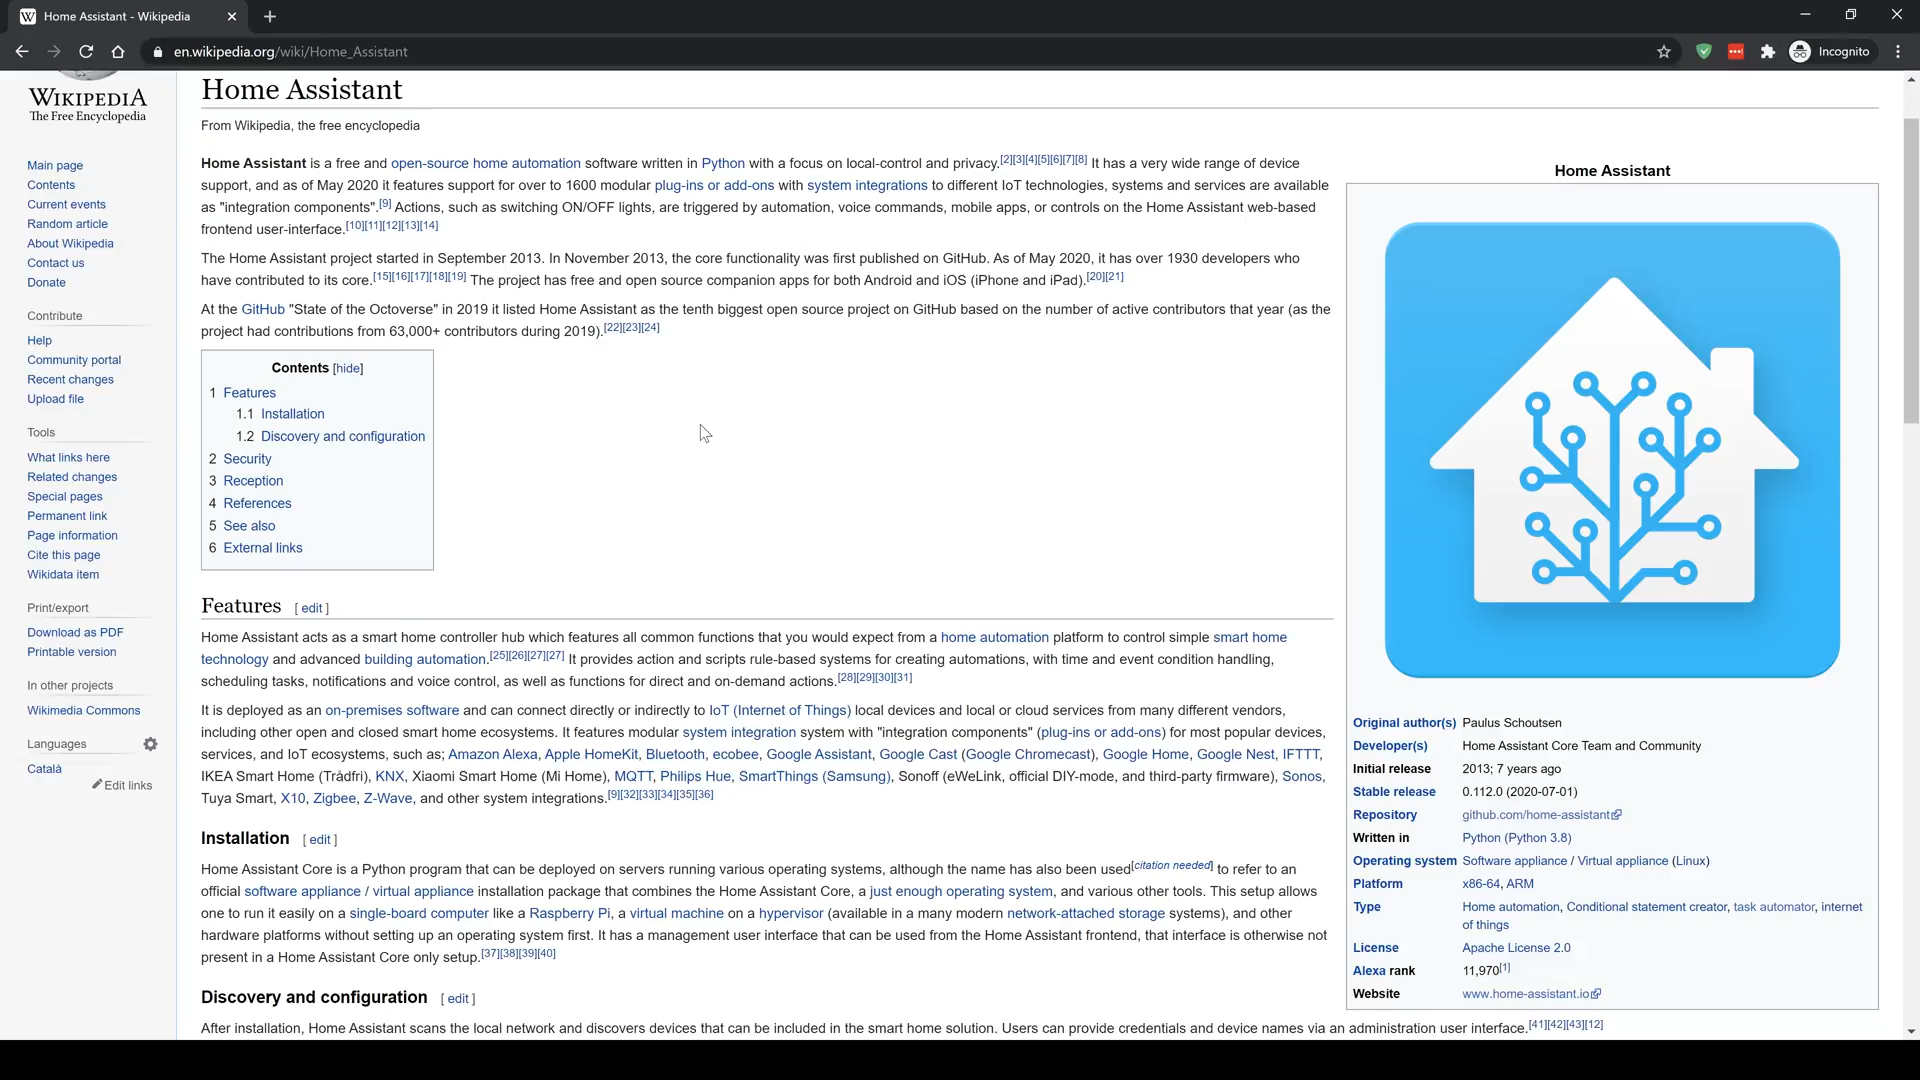 Home Assistant - Wikipedia
en.wikipedia.org/wiki/Home_Assistant
Incognito
WIKIPEDIA
The Free Encyclopedia
Main page
Contents
Current events
Random article
About Wikipedia
Contact us
Donate
Contribute
Help
Community portal
Recent changes
Upload file
Tools
What links here
Related changes
Special pages
Permanent link
Page information
Cite this page
Wikidata item
Print/export
Download as PDF
Printable version
In other projects
Wikimedia Commons
Languages
Català
Edit links
Home Assistant
From Wikipedia, the free encyclopedia
Home Assistant is a free and open-source home automation software written in Python with a focus on local-control and privacy.[2][3][4][5][6][7][8] It has a very wide range of device
support, and as of May 2020 it features support for over to 1600 modular plug-ins or add-ons with system integrations to different IoT technologies, systems and services are available
as "integration components".[9] Actions, such as switching ON/OFF lights, are triggered by automation, voice commands, mobile apps, or controls on the Home Assistant web-based
frontend user-interface.[10][11][12][13][14]
The Home Assistant project started in September 2013. In November 2013, the core functionality was first published on GitHub. As of May 2020, it has over 1930 developers who
have contributed to its core.[15][16][17][18][19] The project has free and open source companion apps for both Android and iOS (iPhone and iPad).[20][21]
At the GitHub "State of the Octoverse" in 2019 it listed Home Assistant as the tenth biggest open source project on GitHub based on the number of active contributors that year (as the
project had contributions from 63,000+ contributors during 2019).[22][23][24]
Contents [hide]
1 Features
1.1 Installation
1.2 Discovery and configuration
2 Security
3 Reception
4 References
5 See also
6 External links
Features [ edit ]
Home Assistant acts as a smart home controller hub which features all common functions that you would expect from a home automation platform to control simple smart home
technology and advanced building automation.[25][26][27][27] It provides action and scripts rule-based systems for creating automations, with time and event condition handling,
scheduling tasks, notifications and voice control, as well as functions for direct and on-demand actions.[28][29][30][31]
It is deployed as an on-premises software and can connect directly or indirectly to IoT (Internet of Things) local devices and local or cloud services from many different vendors,
including other open and closed smart home ecosystems. It features modular system integration system with "integration components" (plug-ins or add-ons) for most popular devices,
services, and IoT ecosystems, such as; Amazon Alexa, Apple HomeKit, Bluetooth, ecobee, Google Assistant, Google Cast (Google Chromecast), Google Home, Google Nest, IFTTT,
IKEA Smart Home (Trådfri), KNX, Xiaomi Smart Home (Mi Home), MQTT, Philips Hue, SmartThings (Samsung), Sonoff (eWeLink, official DIY-mode, and third-party firmware), Sonos,
Tuya Smart, X10, Zigbee, Z-Wave, and other system integrations.[9][32][33][34][35][36]
Installation [ edit ]
Home Assistant Core is a Python program that can be deployed on servers running various operating systems, although the name has also been used[citation needed] to refer to an
official software appliance / virtual appliance installation package that combines the Home Assistant Core, a just enough operating system, and various other tools. This setup allows
one to run it easily on a single-board computer like a Raspberry Pi, a virtual machine on a hypervisor (available in a many modern network-attached storage systems), and other
hardware platforms without setting up an operating system first. It has a management user interface that can be used from the Home Assistant frontend, that interface is otherwise not
present in a Home Assistant Core only setup.[37][38][39][40]
Discovery and configuration [ edit ]
After installation, Home Assistant scans the local network and discovers devices that can be included in the smart home solution. Users can provide credentials and device names via an administration user interface.[41][42][43][12]
Home Assistant
Original author(s) Paulus Schoutsen
Developer(s) Home Assistant Core Team and Community
Initial release 2013; 7 years ago
Stable release 0.112.0 (2020-07-01)
Repository github.com/home-assistant
Written in Python (Python 3.8)
Operating system Software appliance / Virtual appliance (Linux)
Platform x86-64, ARM
Type Home automation, Conditional statement creator, task automator, internet
of things
License Apache License 2.0
Alexa rank 11,970[1]
Website www.home-assistant.io